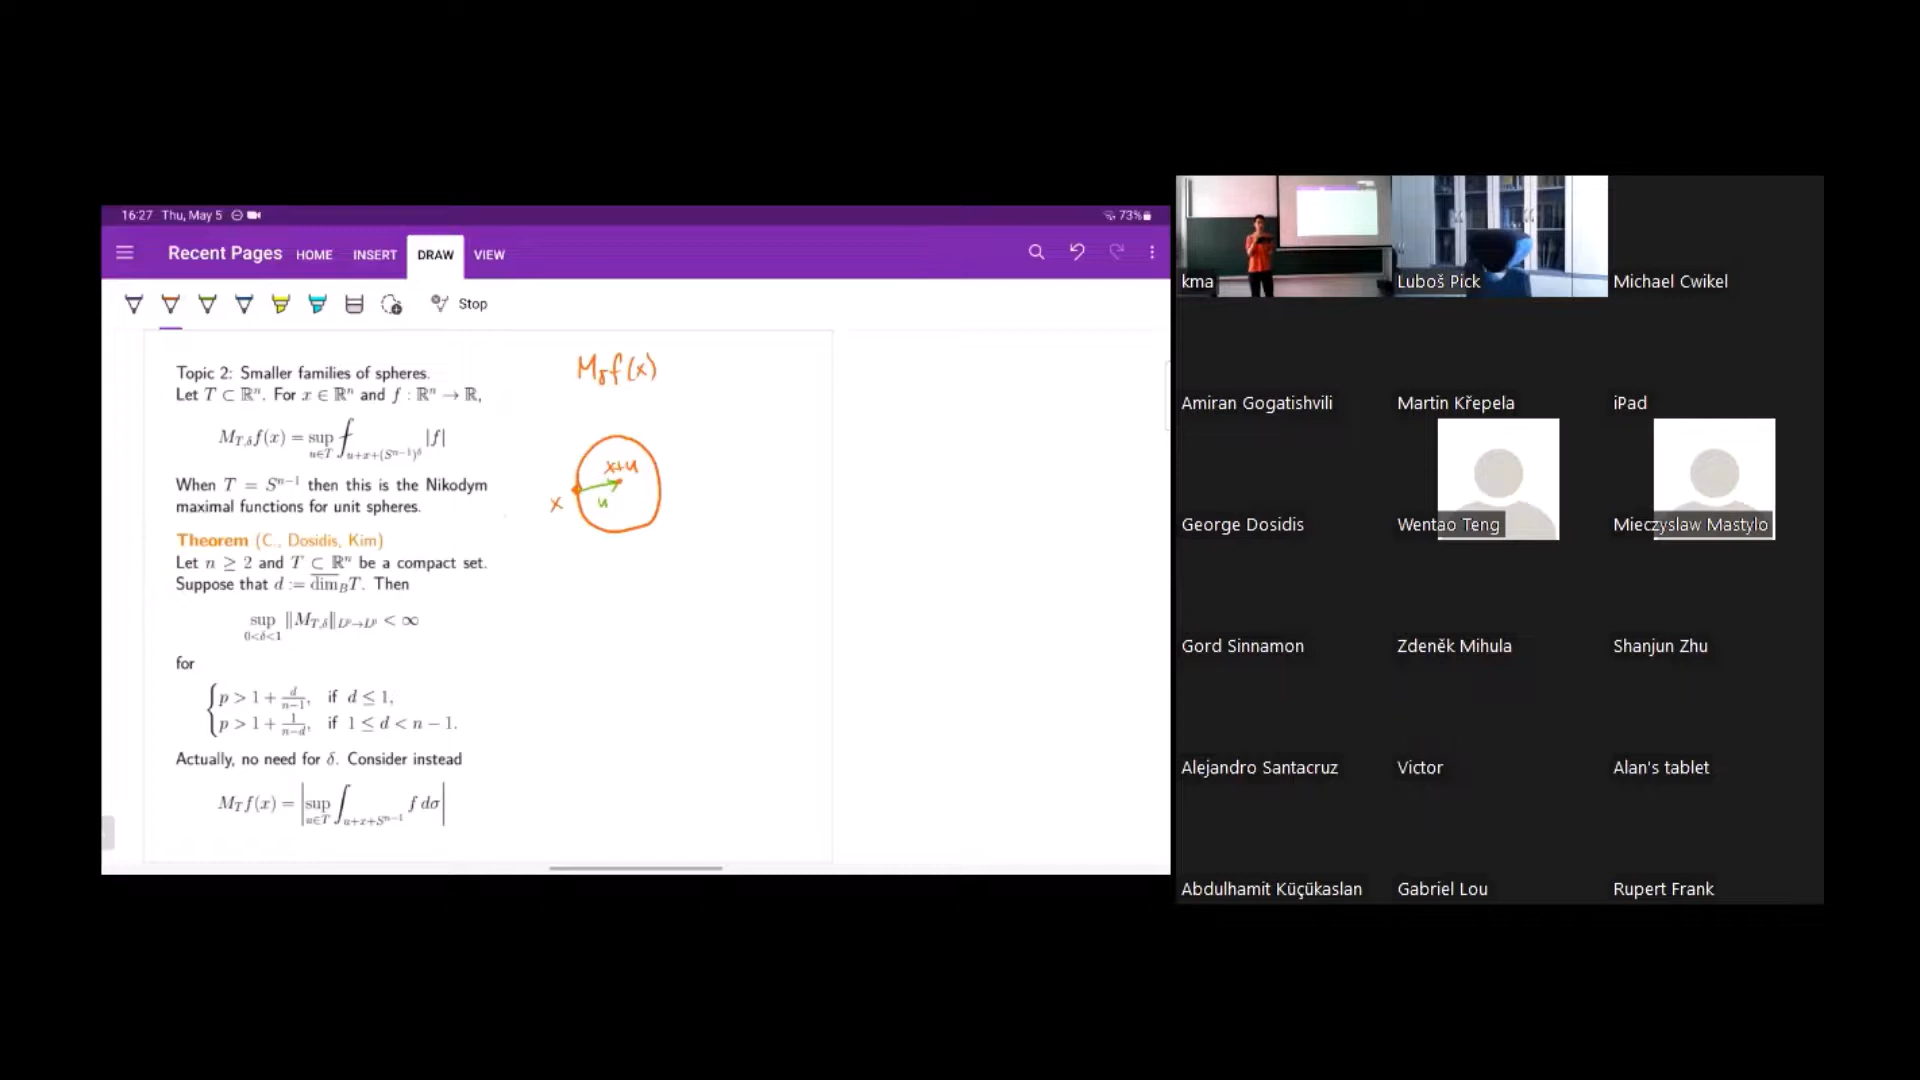 16:27 Thu, May 5
73%
Recent Pages HOME INSERT DRAW VIEW
Stop
Topic 2: Smaller families of spheres.
Let T ⊂ ℝⁿ. For x ∈ ℝⁿ and f : ℝⁿ → ℝ,
M_{T,δ}f(x) = sup_{u∈T} ⨍_{u+x+(S^{n−1})^δ} |f|
When T = S^{n−1} then this is the Nikodym
maximal functions for unit spheres.
Theorem (C., Dosidis, Kim)
Let n ≥ 2 and T ⊂ ℝⁿ be a compact set.
Suppose that d := \overline{dim}_B T. Then
sup_{0<δ<1} ‖M_{T,δ}‖_{L^p→L^p} < ∞
for
{ p > 1 + d/(n−1), if d ≤ 1,
p > 1 + 1/(n−d), if 1 ≤ d < n − 1.
Actually, no need for δ. Consider instead
M_T f(x) = |sup_{u∈T} ∫_{u+x+S^{n−1}} f dσ|
M_δ f(x)
x+u
x
u
kma
Luboš Pick
Michael Cwikel
Amiran Gogatishvili
Martin Křepela
iPad
George Dosidis
Wentao Teng
Mieczyslaw Mastylo
Gord Sinnamon
Zdeněk Mihula
Shanjun Zhu
Alejandro Santacruz
Victor
Alan's tablet
Abdulhamit Küçükaslan
Gabriel Lou
Rupert Frank